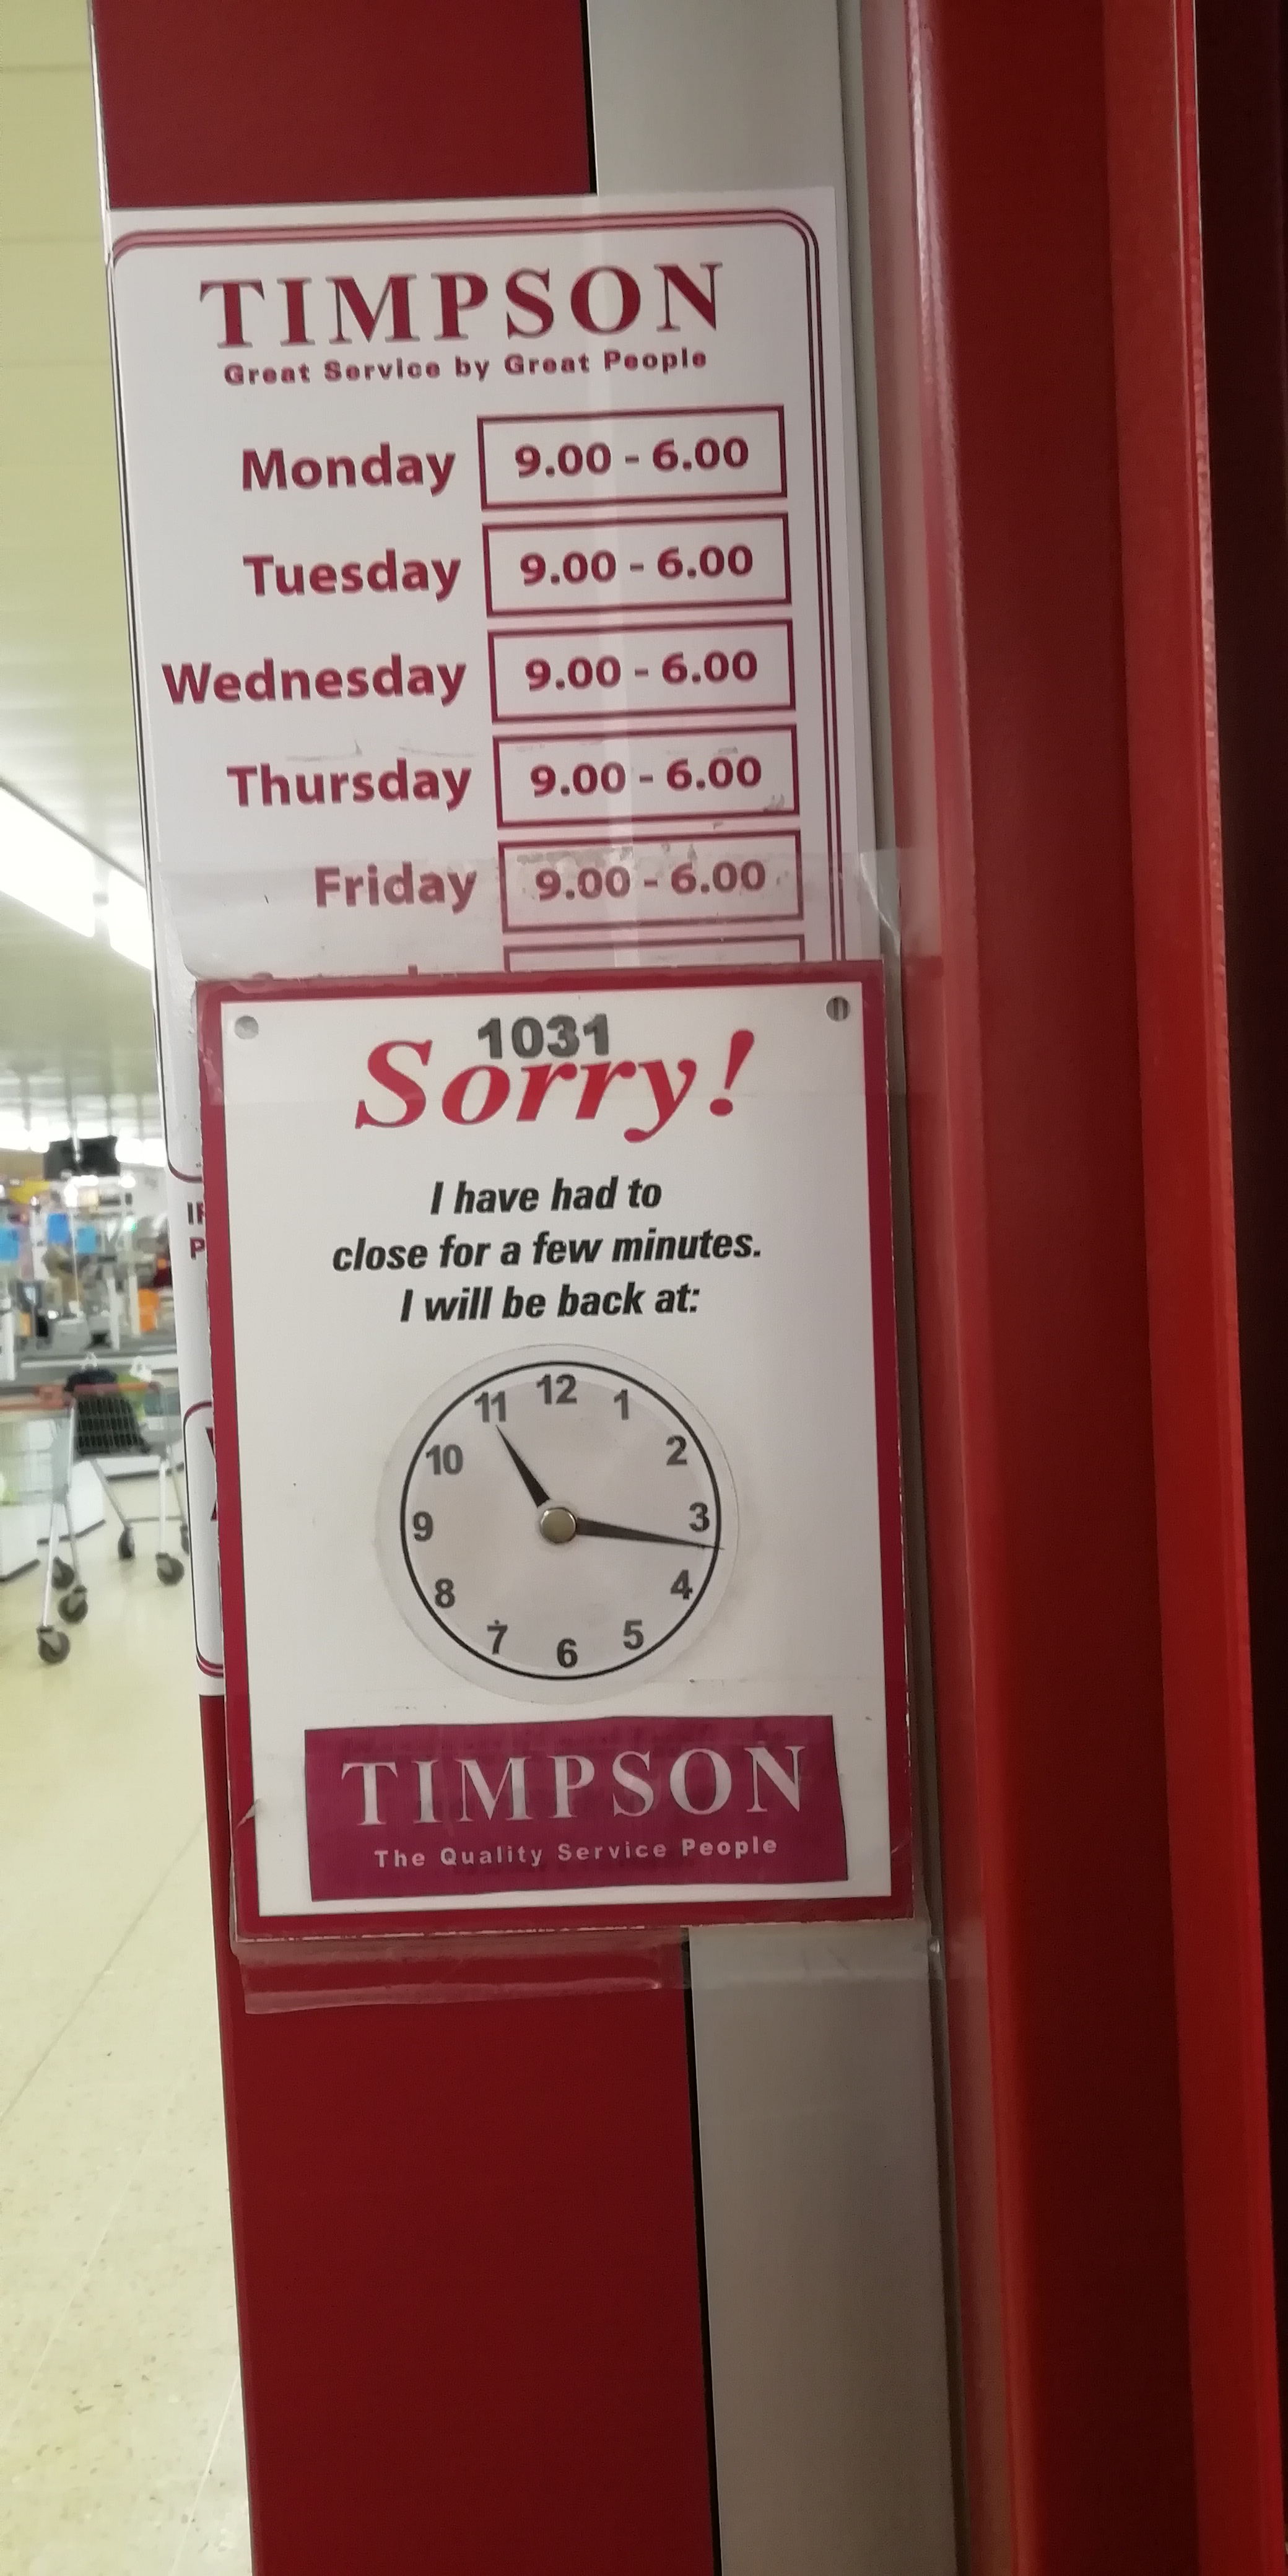 TIMPSON
Great Service by Great People
Monday 9.00 - 6.00
Tuesday 9.00 - 6.00
Wednesday 9.00 - 6.00
Thursday 9.00 - 6.00
Friday 9.00 - 6.00
1031
Sorry!
I have had to
close for a few minutes.
I will be back at:
12
11 1
10 2
9 3
8 4
7 5
6
TIMPSON
The Quality Service People